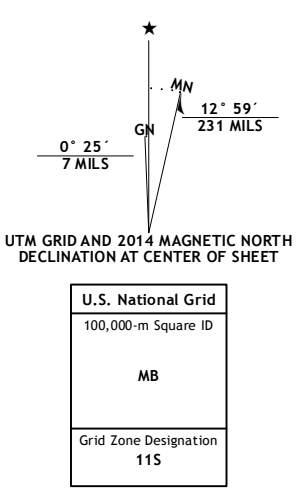 MN
GN
0° 25´
7 MILS
12° 59´
231 MILS
UTM GRID AND 2014 MAGNETIC NORTH
DECLINATION AT CENTER OF SHEET
U.S. National Grid
100,000-m Square ID
MB
Grid Zone Designation
11S